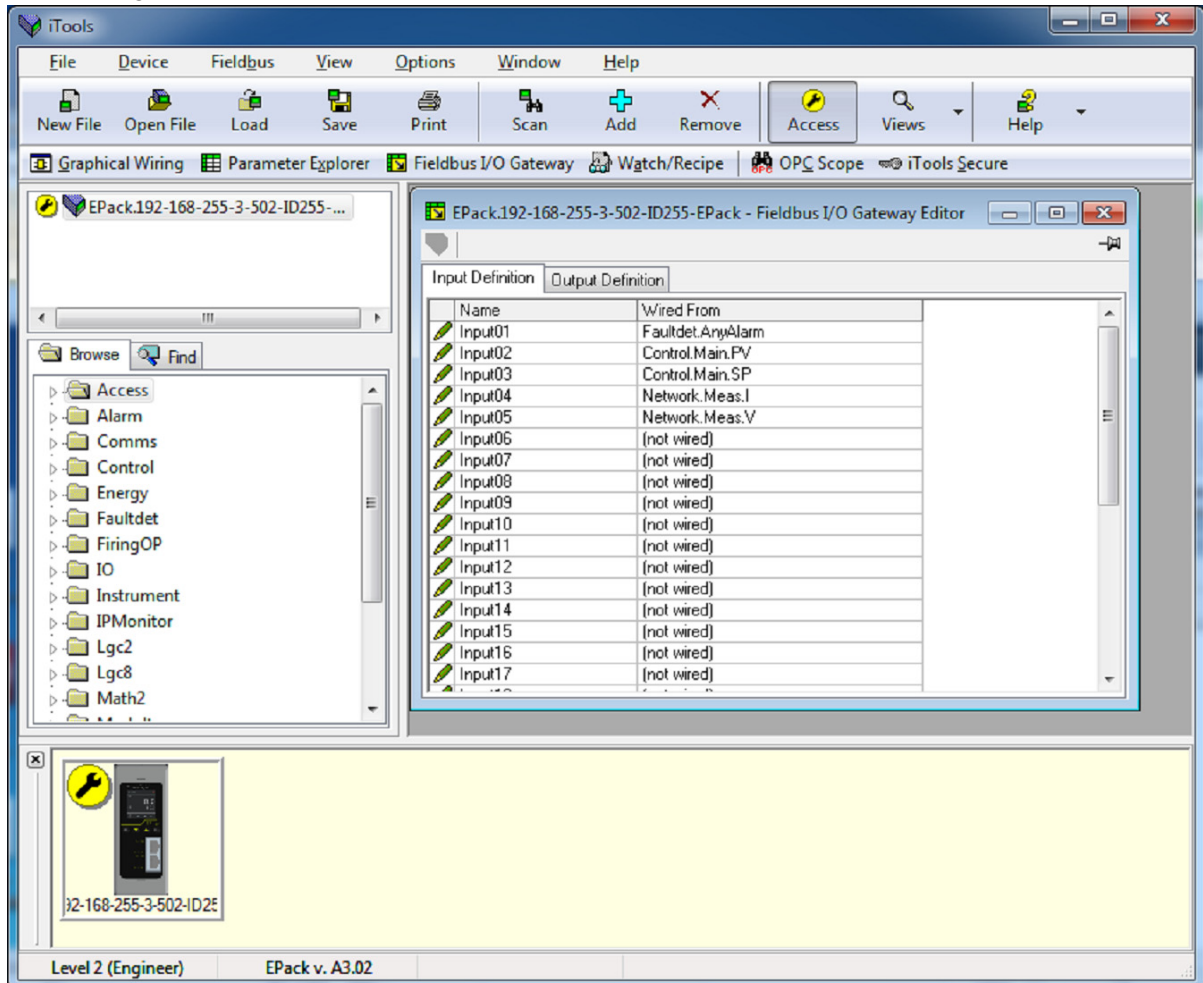 iTools
File Device Fieldbus View Options Window Help
New File Open File Load Save Print Scan Add Remove Access Views Help
Graphical Wiring Parameter Explorer Fieldbus I/O Gateway Watch/Recipe OPC Scope iTools Secure
EPack.192-168-255-3-502-ID255-...
Browse Find
Access
Alarm
Comms
Control
Energy
Faultdet
FiringOP
IO
Instrument
IPMonitor
Lgc2
Lgc8
Math2
EPack.192-168-255-3-502-ID255-EPack - Fieldbus I/O Gateway Editor
Input Definition Output Definition
Name Wired From
Input01 Faultdet.AnyAlarm
Input02 Control.Main.PV
Input03 Control.Main.SP
Input04 Network.Meas.I
Input05 Network.Meas.V
Input06 (not wired)
Input07 (not wired)
Input08 (not wired)
Input09 (not wired)
Input10 (not wired)
Input11 (not wired)
Input12 (not wired)
Input13 (not wired)
Input14 (not wired)
Input15 (not wired)
Input16 (not wired)
Input17 (not wired)
92-168-255-3-502-ID25
Level 2 (Engineer) EPack v. A3.02